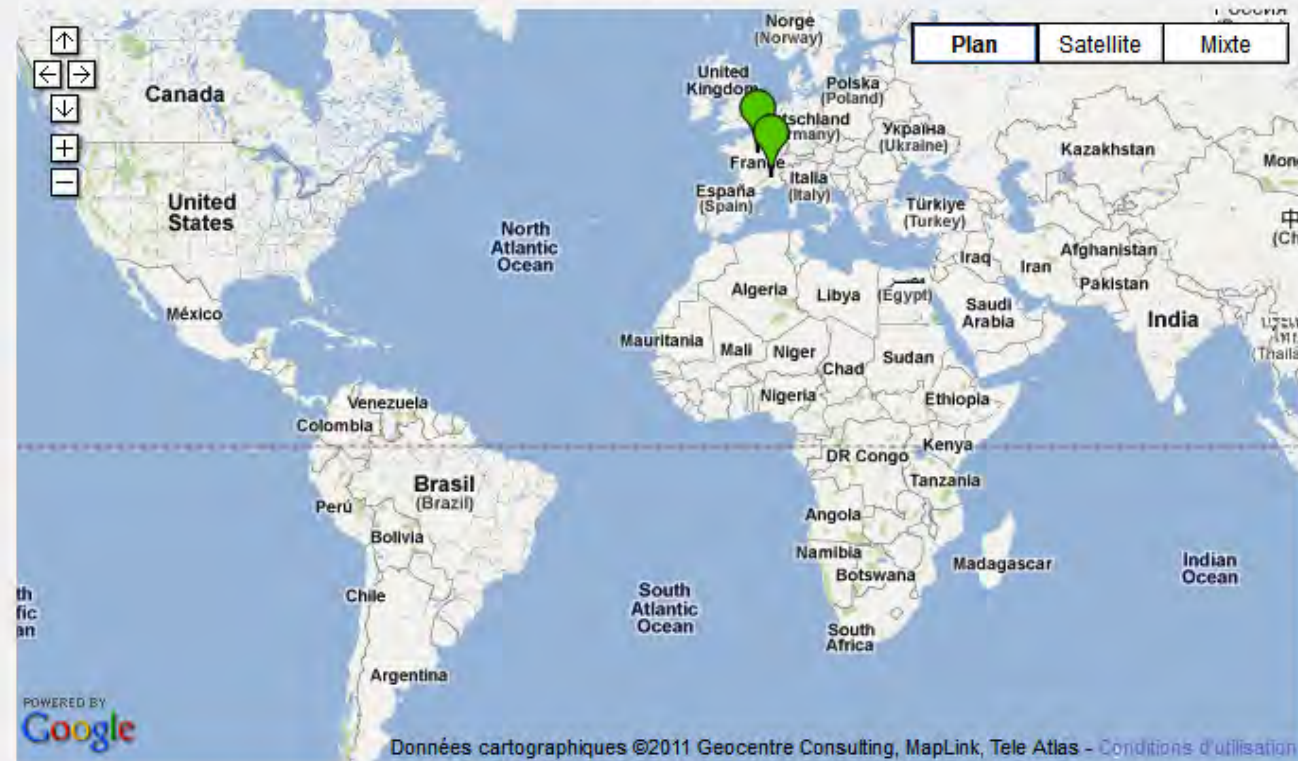 Norge
(Norway)
Plan
Satellite
Mixte
Canada
United
Kingdom
Polska
(Poland)
Україна
(Ukraine)
Kazakhstan
France
España
(Spain)
Italia
(Italy)
Türkiye
(Turkey)
United
States
North
Atlantic
Ocean
Iraq
Iran
Afghanistan
Pakistan
Algeria
Libya
(Egypt)
Saudi
Arabia
India
México
Mauritania
Mali
Niger
Chad
Sudan
Nigeria
Ethiopia
Venezuela
Colombia
DR Congo
Kenya
Tanzania
Brasil
(Brazil)
Perú
Angola
Bolivia
Namibia
Botswana
Madagascar
Indian
Ocean
Chile
South
Atlantic
Ocean
South
Africa
Argentina
POWERED BY
Google
Données cartographiques ©2011 Geocentre Consulting, MapLink, Tele Atlas - Conditions d'utilisation